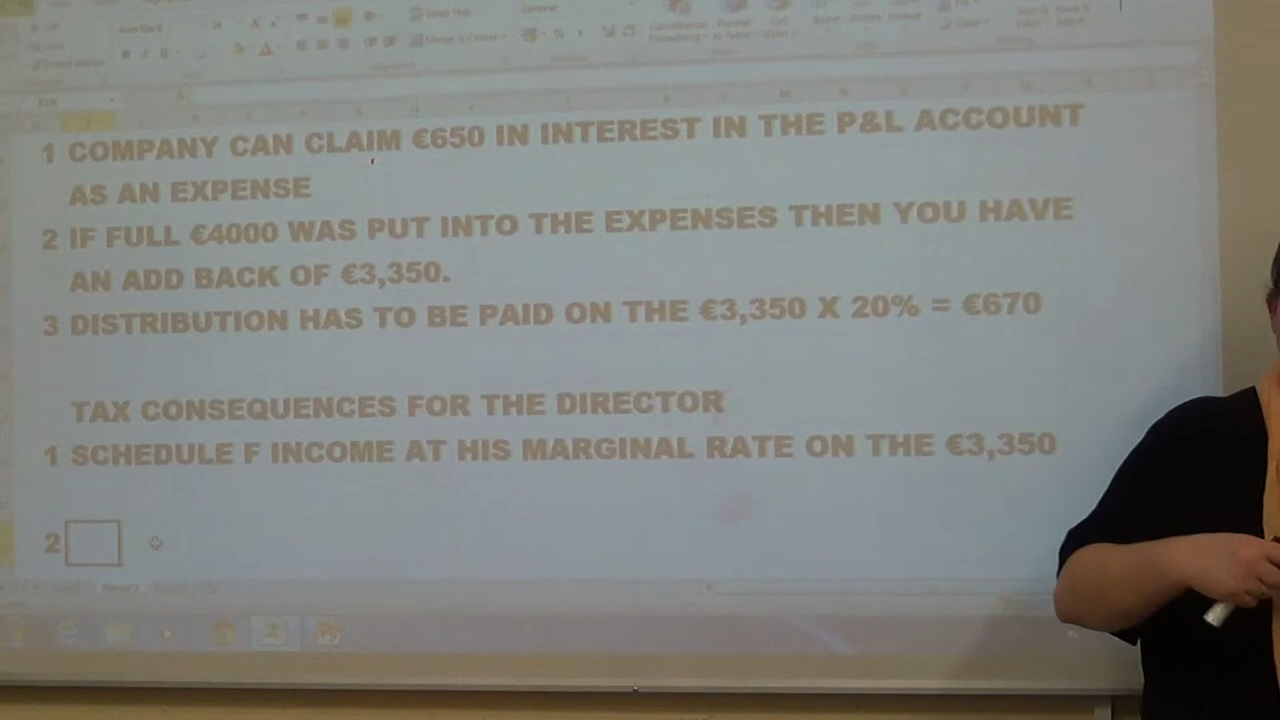 1 COMPANY CAN CLAIM €650 IN INTEREST IN THE P&L ACCOUNT
AS AN EXPENSE
2 IF FULL €4000 WAS PUT INTO THE EXPENSES THEN YOU HAVE
AN ADD BACK OF €3,350.
3 DISTRIBUTION HAS TO BE PAID ON THE €3,350 X 20% = €670
TAX CONSEQUENCES FOR THE DIRECTOR
1 SCHEDULE F INCOME AT HIS MARGINAL RATE ON THE €3,350
2